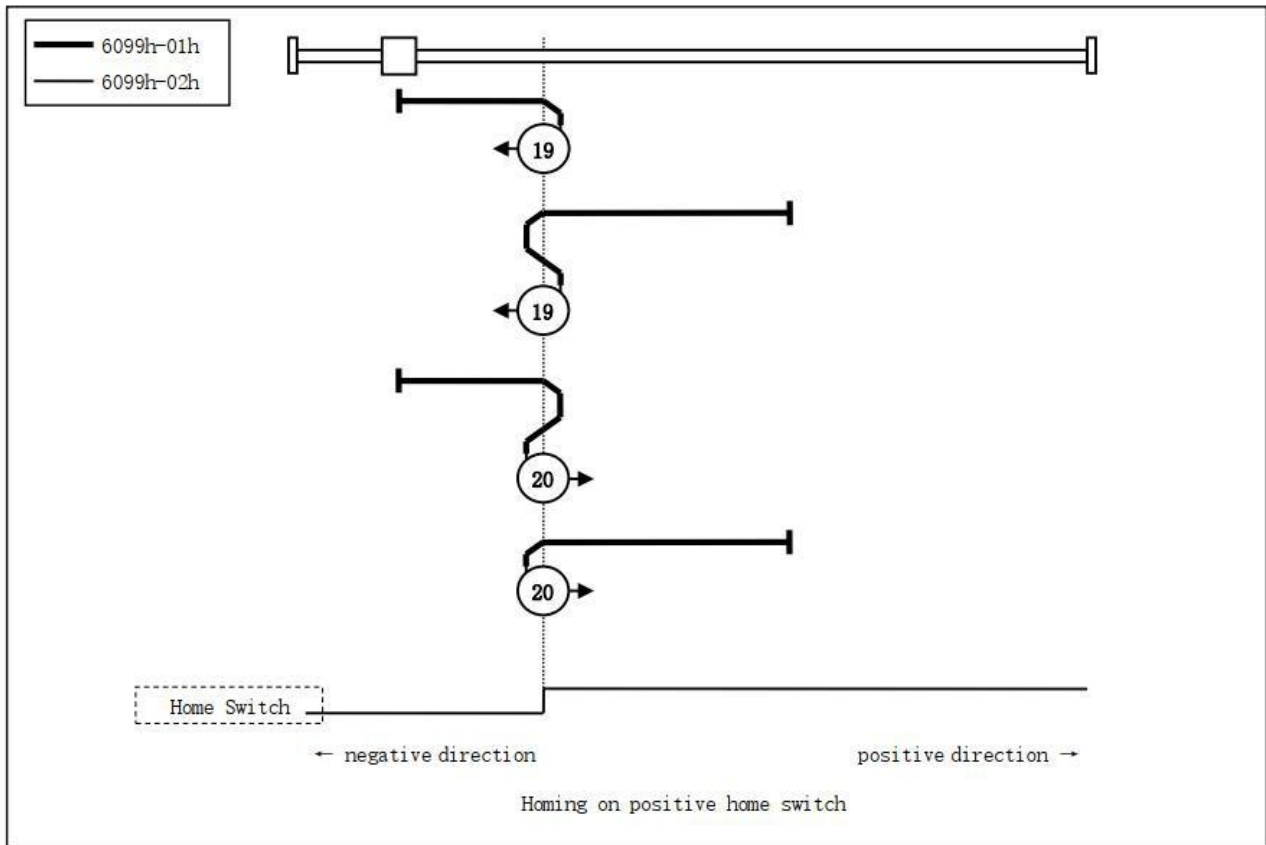 6099h-01h
6099h-02h
19
19
20
20
Home Switch
← negative direction
positive direction →
Homing on positive home switch